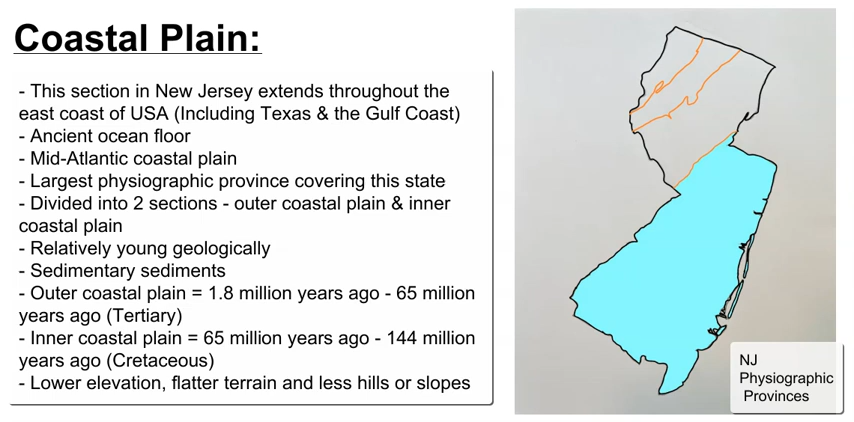 Coastal Plain:
- This section in New Jersey extends throughout the
east coast of USA (Including Texas & the Gulf Coast)
- Ancient ocean floor
- Mid-Atlantic coastal plain
- Largest physiographic province covering this state
- Divided into 2 sections - outer coastal plain & inner
coastal plain
- Relatively young geologically
- Sedimentary sediments
- Outer coastal plain = 1.8 million years ago - 65 million
years ago (Tertiary)
- Inner coastal plain = 65 million years ago - 144 million
years ago (Cretaceous)
- Lower elevation, flatter terrain and less hills or slopes
NJ
Physiographic
Provinces